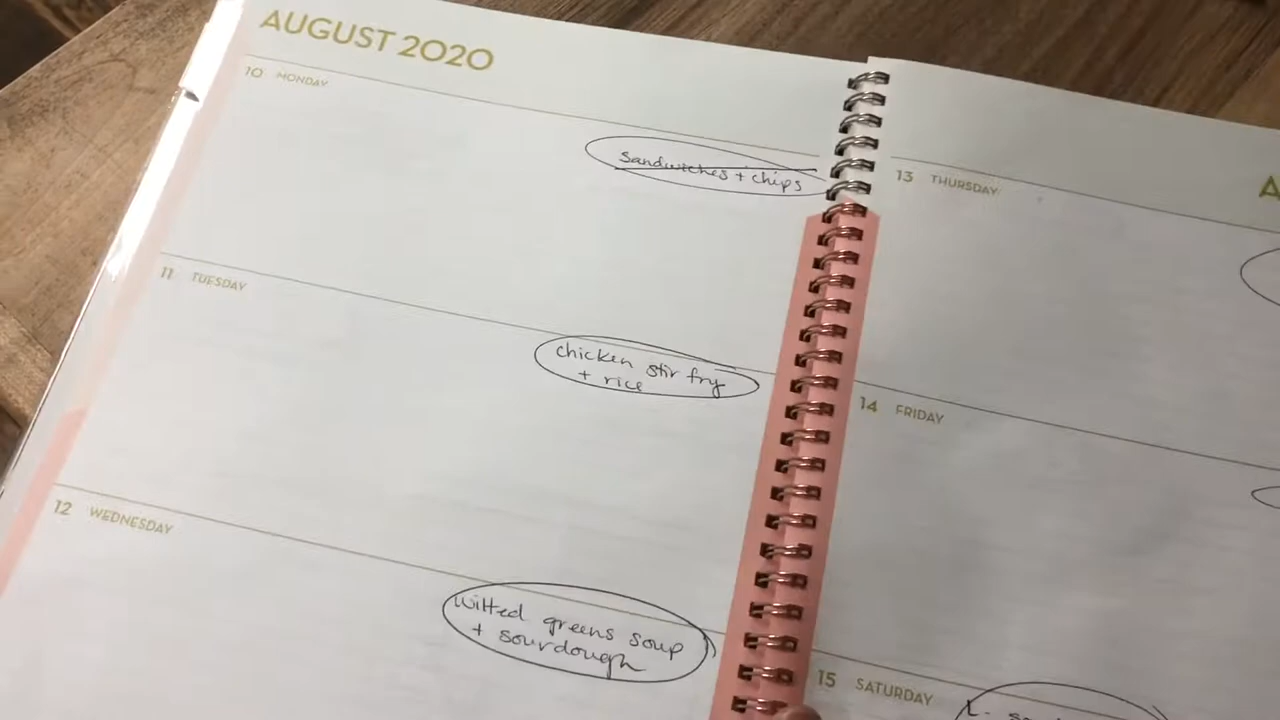 AUGUST 2020
10 MONDAY
Sandwiches + chips
11 TUESDAY
chicken stir fry
+ rice
12 WEDNESDAY
Wilted greens soup
+ sourdough
13 THURSDAY
14 FRIDAY
15 SATURDAY